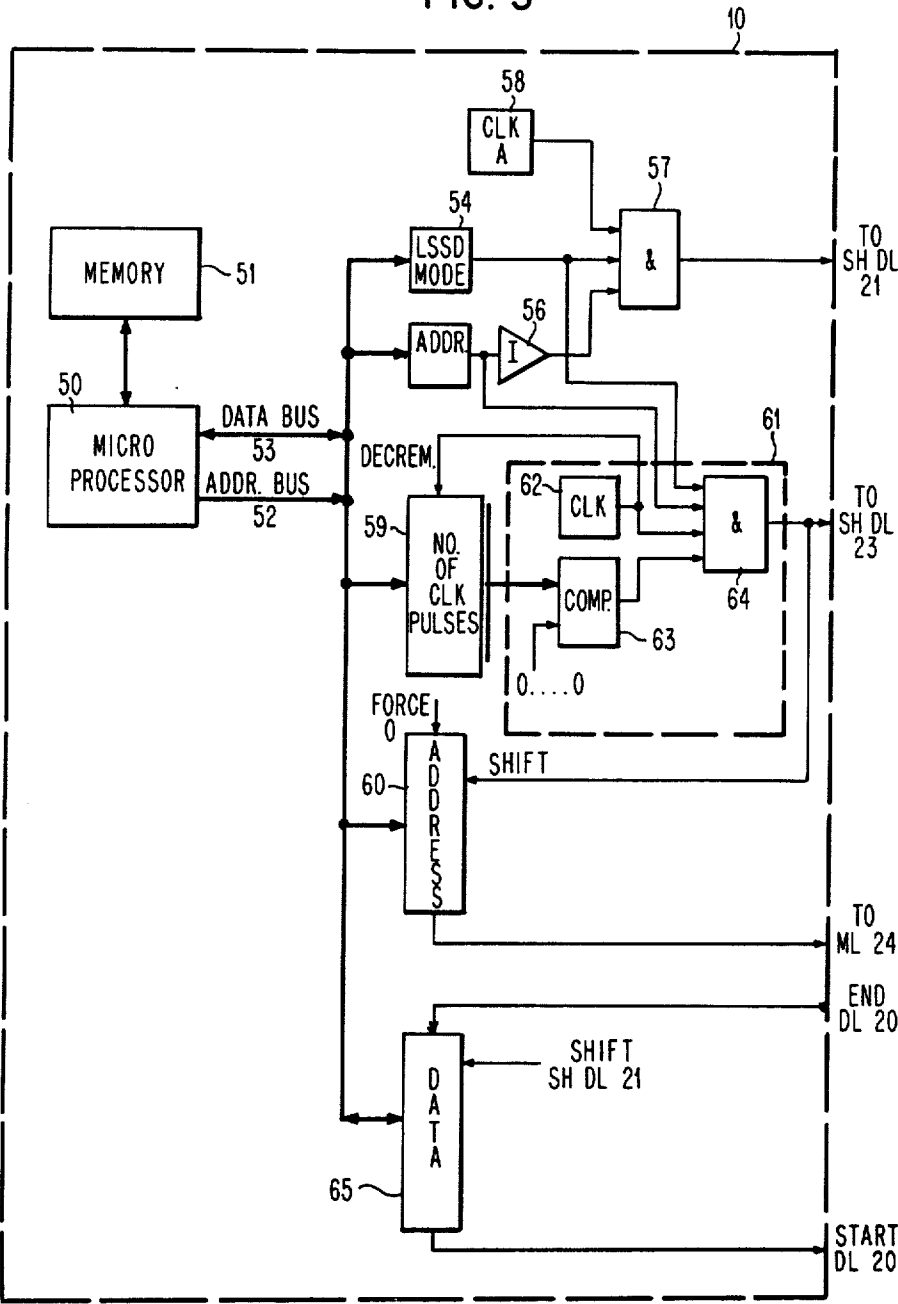 FIG. 3
10
58
CLK
A
57
54
LSSD
MODE
&
TO
SH DL
21
MEMORY
51
56
ADDR.
I
50
MICRO
PROCESSOR
DATA BUS
53
ADDR. BUS
52
DECREM.
61
62
CLK
59
NO.
OF
CLK
PULSES
&
64
TO
SH DL
23
COMP.
63
0....0
FORCE
0
60
ADDRESS
SHIFT
TO
ML 24
END
DL 20
SHIFT
SH DL 21
DATA
65
START
DL 20